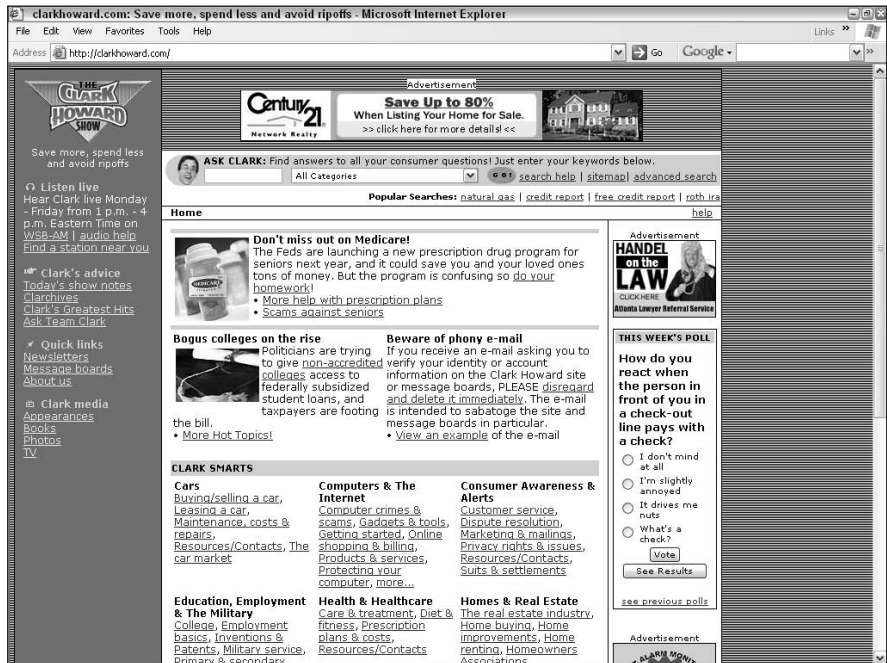 clarkhoward.com: Save more, spend less and avoid ripoffs - Microsoft Internet Explorer
File Edit View Favorites Tools Help
Links »
Address http://clarkhoward.com/
Go Google »
THE
CLARK
HOWARD
SHOW
Save more, spend less
and avoid ripoffs
Listen live
Hear Clark live Monday
- Friday from 1 p.m. - 4
p.m. Eastern Time on
WSB-AM | audio help
Find a station near you
Clark's advice
Today's show notes
Clarchives
Clark's Greatest Hits
Ask Team Clark
Quick links
Newsletters
Message boards
About us
Clark media
Appearances
Books
Photos
TV
Advertisement
Century 21
Network Realty
Save Up to 80%
When Listing Your Home for Sale.
>> click here for more details! <<
ASK CLARK: Find answers to all your consumer questions! Just enter your keywords below.
All Categories
GO! search help | sitemap| advanced search
Popular Searches: natural gas | credit report | free credit report | roth ira
Home
help
Don't miss out on Medicare!
The Feds are launching a new prescription drug program for
seniors next year, and it could save you and your loved ones
tons of money. But the program is confusing so do your
homework!
• More help with prescription plans
• Scams against seniors
MEDICARE
Bogus colleges on the rise
Politicians are trying
to give non-accredited
colleges access to
federally subsidized
student loans, and
taxpayers are footing
the bill.
• More Hot Topics!
Beware of phony e-mail
If you receive an e-mail asking you to
verify your identity or account
information on the Clark Howard site
or message boards, PLEASE disregard
and delete it immediately. The e-mail
is intended to sabatoge the site and
message boards in particular.
• View an example of the e-mail
CLARK SMARTS
Cars
Buying/selling a car,
Leasing a car,
Maintenance, costs &
repairs,
Resources/Contacts, The
car market
Computers & The
Internet
Computer crimes &
scams, Gadgets & tools,
Getting started, Online
shopping & billing,
Products & services,
Protecting your
computer, more...
Consumer Awareness &
Alerts
Customer service,
Dispute resolution,
Marketing & mailings,
Privacy rights & issues,
Resources/Contacts,
Suits & settlements
Education, Employment
& The Military
College, Employment
basics, Inventions &
Patents, Military service,
Primary & secondary
Health & Healthcare
Care & treatment, Diet &
fitness, Prescription
plans & costs,
Resources/Contacts
Homes & Real Estate
The real estate industry,
Home buying, Home
improvements, Home
renting, Homeowners
Associations
Advertisement
HANDEL
on the
LAW
CLICK HERE
Atlanta Lawyer Referral Service
THIS WEEK'S POLL
How do you
react when
the person in
front of you in
a check-out
line pays with
a check?
I don't mind
at all
I'm slightly
annoyed
It drives me
nuts
What's a
check?
Vote
See Results
see previous polls
Advertisement
ALARM